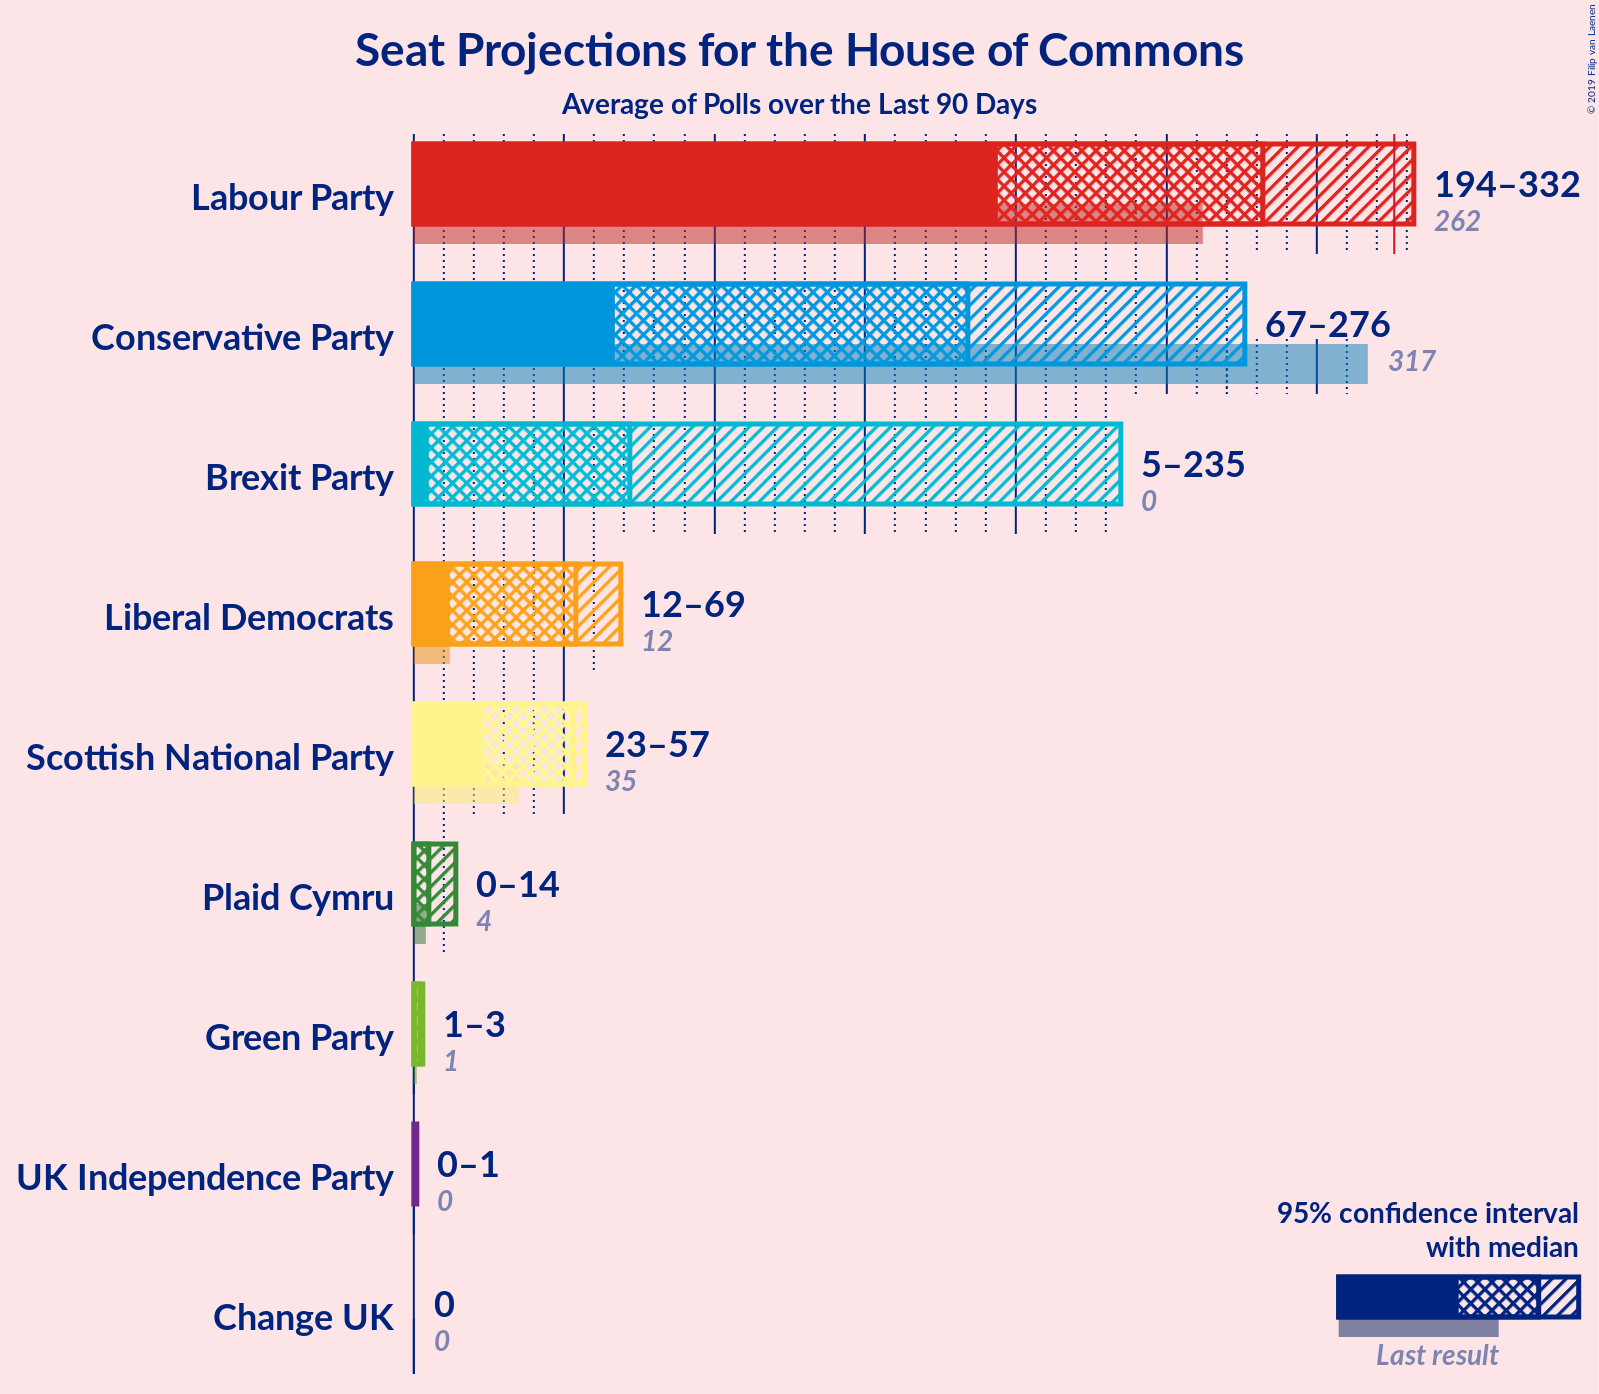 Seat Projections for the House of Commons
Average of Polls over the Last 90 Days
© 2019 Filip van Laenen
Labour Party
194–332
262
Conservative Party
67–276
317
Brexit Party
5–235
0
Liberal Democrats
12–69
12
Scottish National Party
23–57
35
Plaid Cymru
0–14
4
Green Party
1–3
1
UK Independence Party
0–1
0
Change UK
0
0
95% confidence interval
with median
Last result